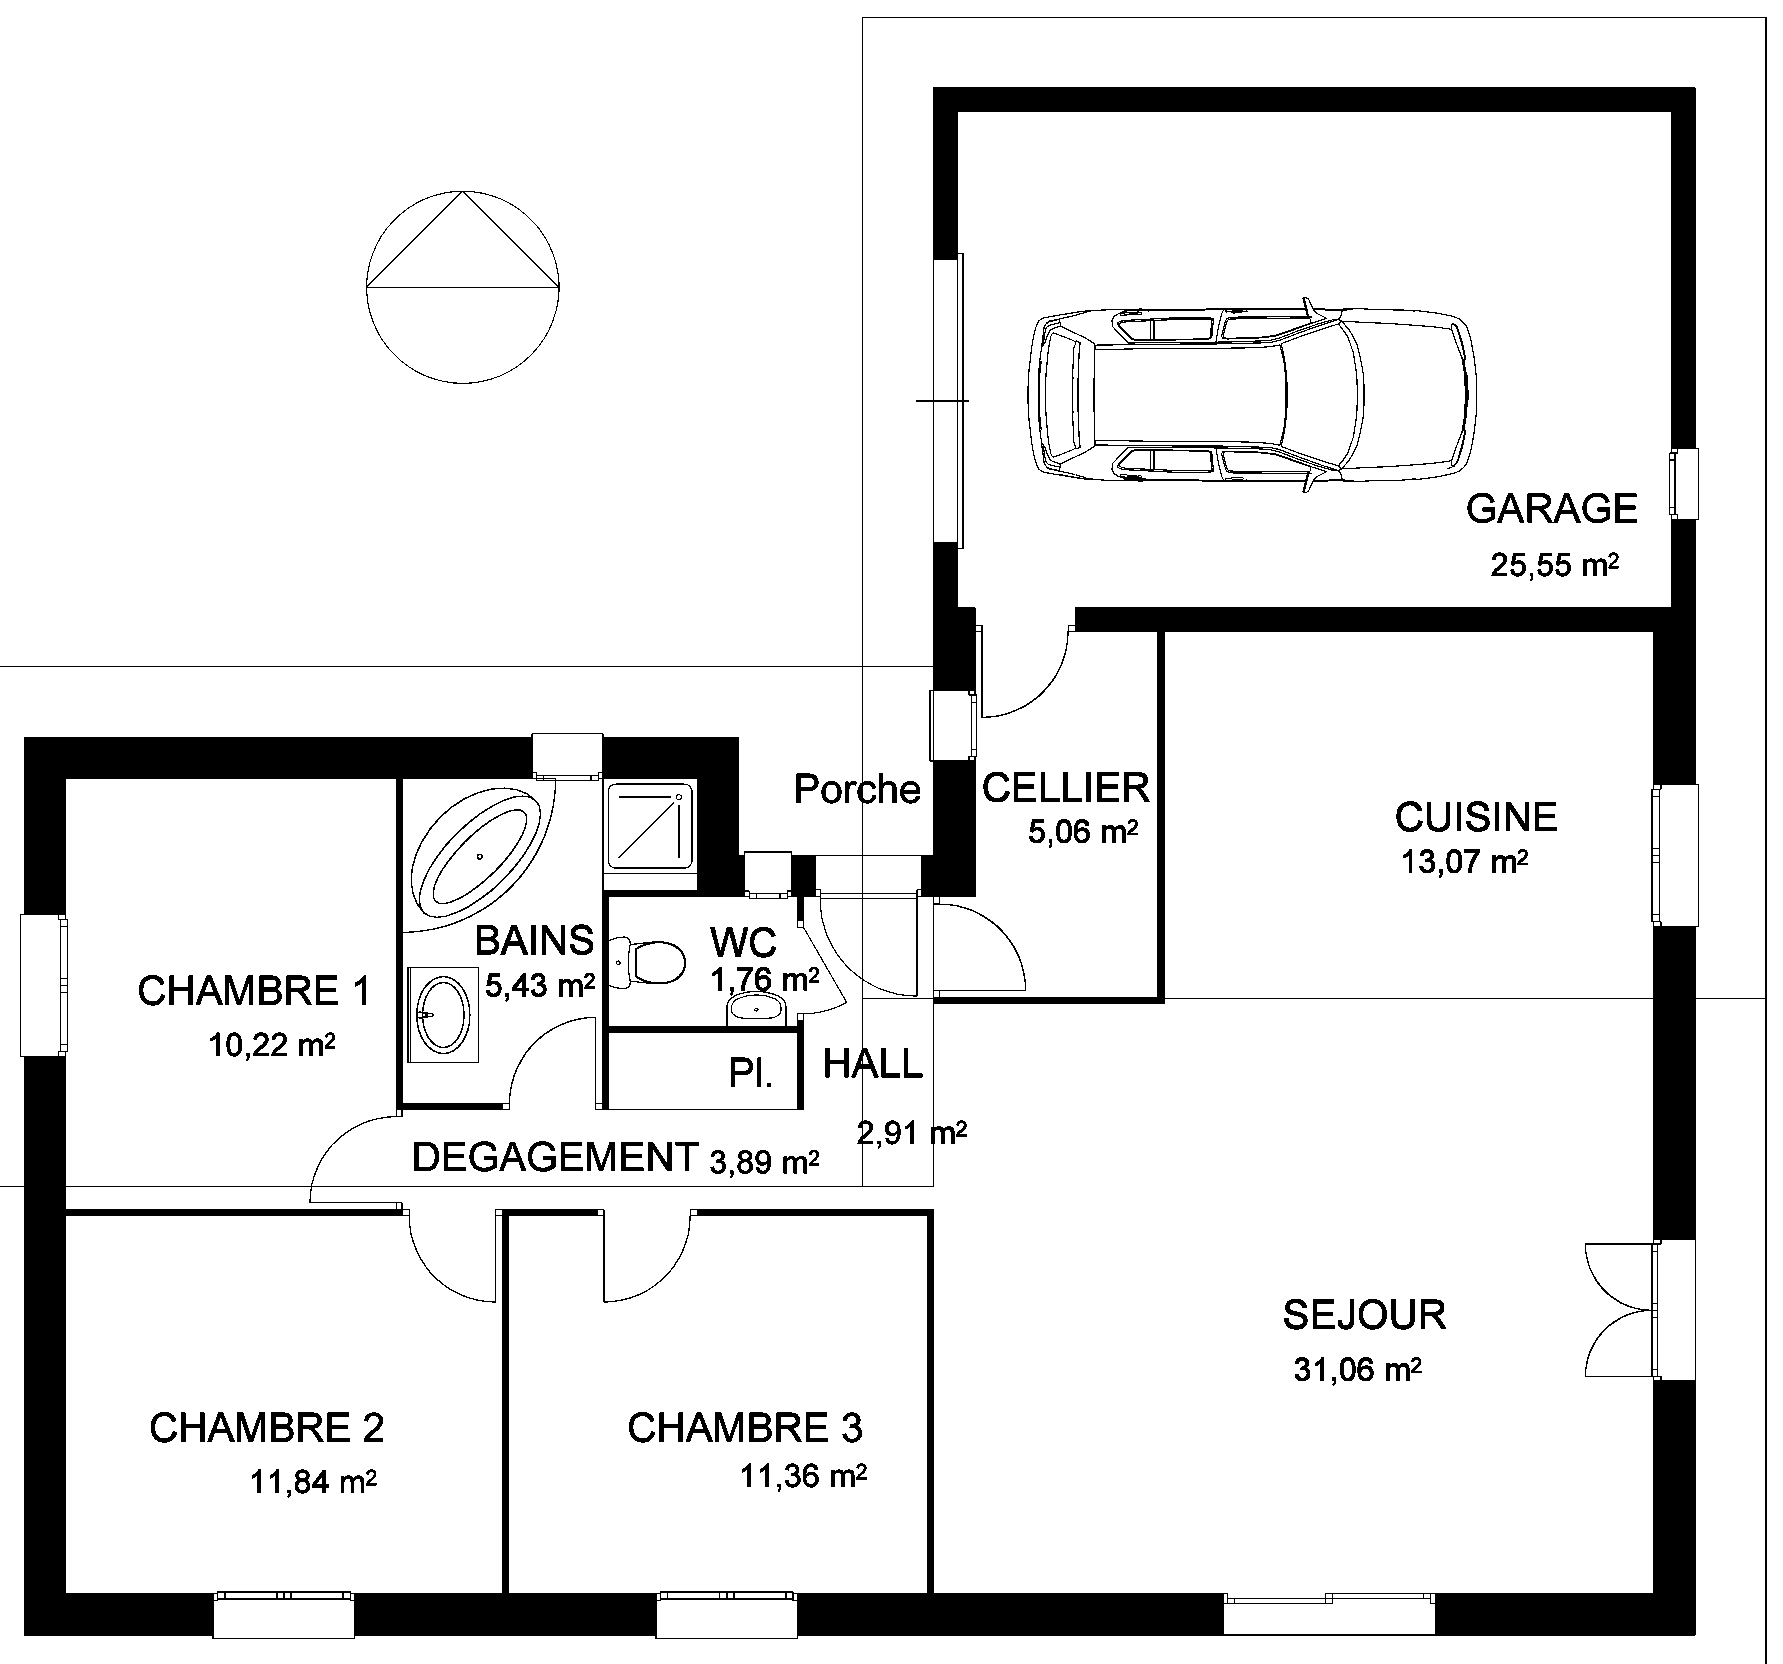 GARAGE
25,55 m²
Porche
CELLIER
5,06 m²
CUISINE
13,07 m²
BAINS
5,43 m²
WC
1,76 m²
CHAMBRE 1
10,22 m²
Pl.
HALL
2,91 m²
DEGAGEMENT 3,89 m²
SEJOUR
31,06 m²
CHAMBRE 2
11,84 m²
CHAMBRE 3
11,36 m²